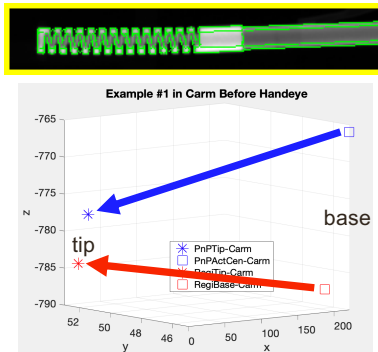 Example #1 in Carm Before Handeye
-765
-770
-775
-780
-785
-790
z
base
tip
PnPTip-Carm
PnPActCen-Carm
RegiTip-Carm
RegiBase-Carm
52
50
48
46
0
50
100
150
200
y
x